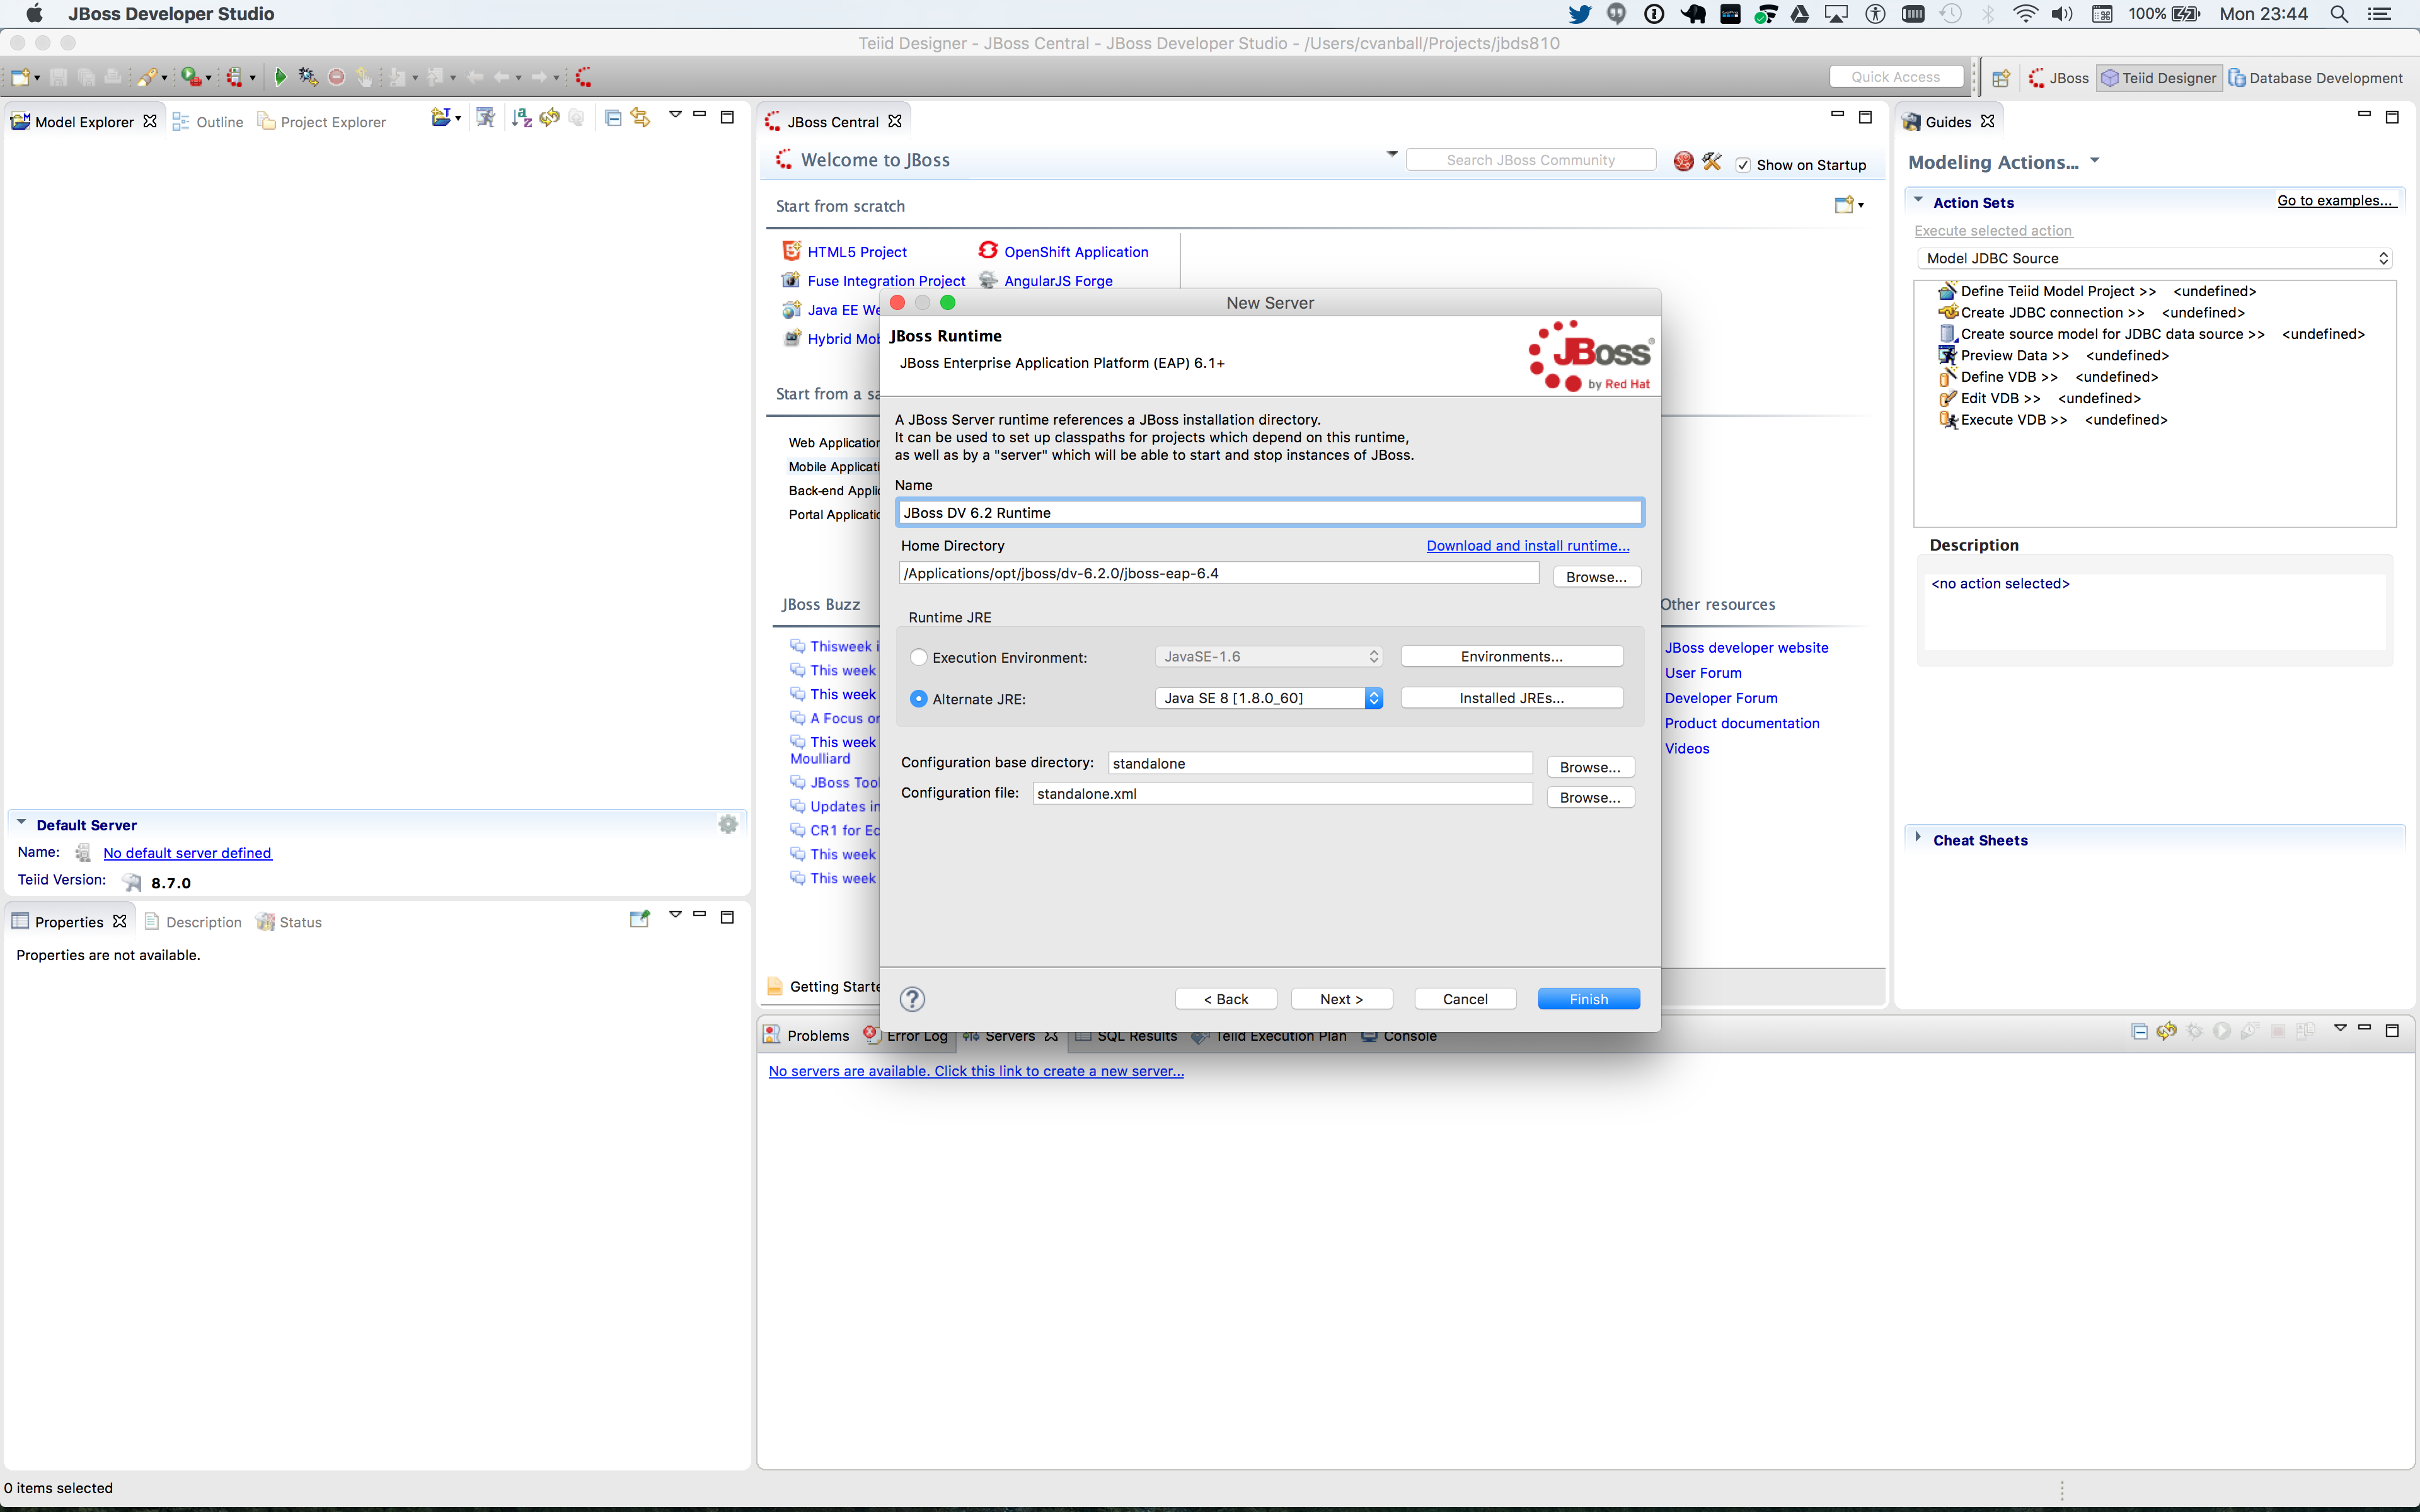 JBoss Developer Studio
100%
Mon 23:44
Teiid Designer - JBoss Central - JBoss Developer Studio - /Users/cvanball/Projects/jbds810
Quick Access
JBoss
Teiid Designer
Database Development
Model Explorer
Outline
Project Explorer
JBoss Central
Guides
Welcome to JBoss
Search JBoss Community
Show on Startup
Modeling Actions...
Start from scratch
Action Sets
Go to examples...
Execute selected action
HTML5 Project
OpenShift Application
Model JDBC Source
Fuse Integration Project
AngularJS Forge
Java EE We
Hybrid Mob
Define Teiid Model Project >> <undefined>
Create JDBC connection >> <undefined>
Create source model for JDBC data source >> <undefined>
Preview Data >> <undefined>
Define VDB >> <undefined>
Edit VDB >> <undefined>
Execute VDB >> <undefined>
New Server
JBoss Runtime
JBoss Enterprise Application Platform (EAP) 6.1+
JBoss®
by Red Hat
Start from a sa
Web Application
Mobile Applicati
Back-end Applic
Portal Applicatio
A JBoss Server runtime references a JBoss installation directory.
It can be used to set up classpaths for projects which depend on this runtime,
as well as by a "server" which will be able to start and stop instances of JBoss.
Name
JBoss DV 6.2 Runtime
Home Directory
Download and install runtime...
/Applications/opt/jboss/dv-6.2.0/jboss-eap-6.4
Browse...
Description
<no action selected>
Runtime JRE
Execution Environment:
JavaSE-1.6
Environments...
Alternate JRE:
Java SE 8 [1.8.0_60]
Installed JREs...
Configuration base directory:
standalone
Browse...
Configuration file:
standalone.xml
Browse...
JBoss Buzz
Thisweek i
This week
This week
A Focus on
This week
Moulliard
JBoss Tool
Updates in
CR1 for Ec
This week
This week
Other resources
JBoss developer website
User Forum
Developer Forum
Product documentation
Videos
Cheat Sheets
Default Server
Name:
No default server defined
Teiid Version:
8.7.0
Properties
Description
Status
Properties are not available.
Getting Starte
< Back
Next >
Cancel
Finish
Problems
Error Log
Servers
SQL Results
Teiid Execution Plan
Console
No servers are available. Click this link to create a new server...
0 items selected